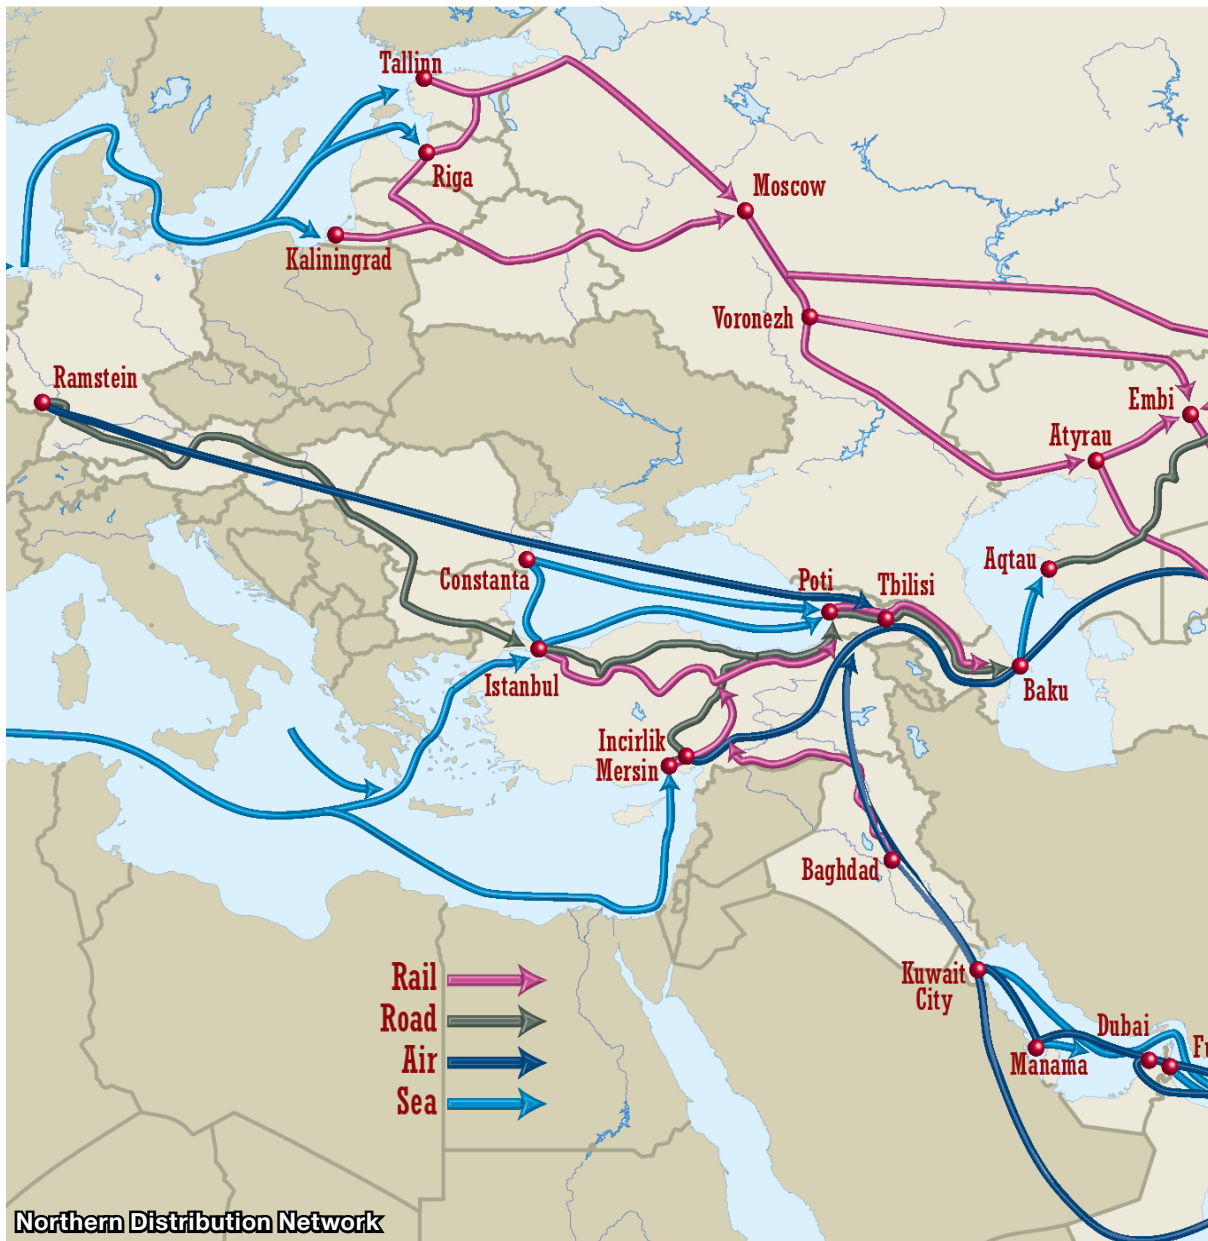 Tallinn
Riga
Moscow
Kaliningrad
Voronezh
Ramstein
Embi
Atyrau
Constanta
Aqtau
Poti
Tbilisi
Istanbul
Baku
Incirlik
Mersin
Baghdad
Kuwait
City
Dubai
Manama
Rail
Road
Air
Sea
Northern Distribution Network